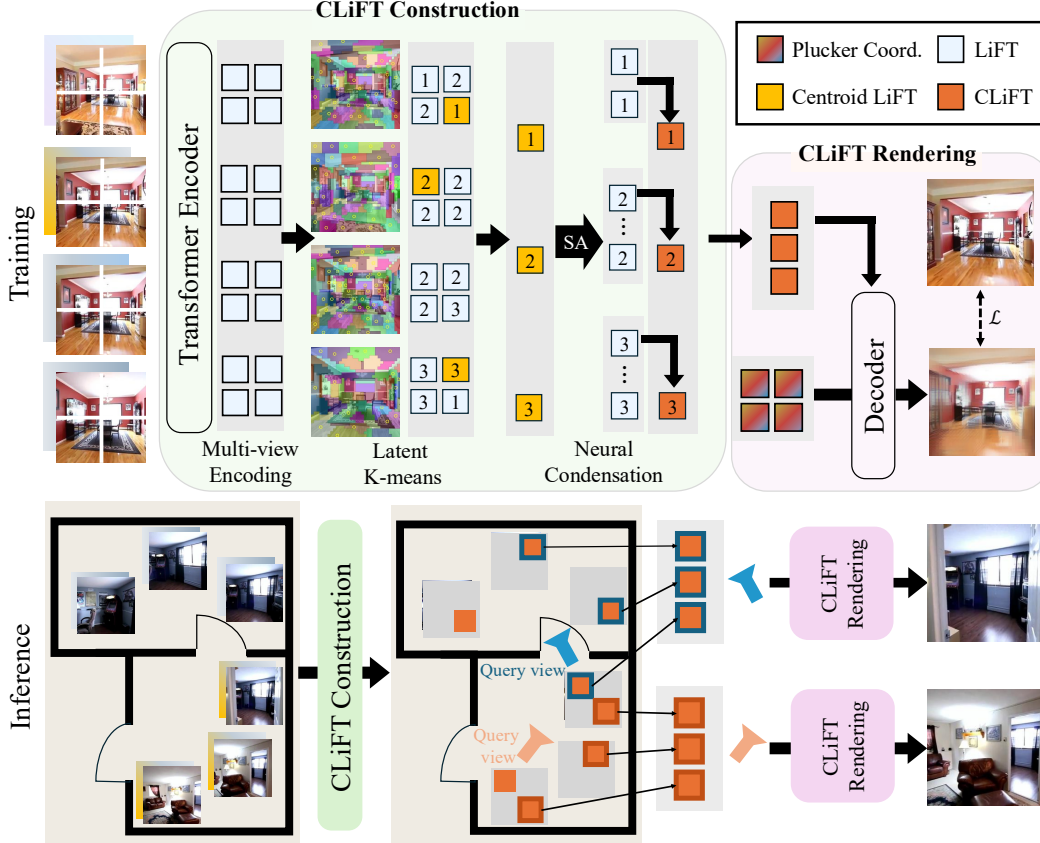 CLiFT Construction
Plucker Coord.
LiFT
Centroid LiFT
CLiFT
Training
Transformer Encoder
1 2
2 1
2 2
2 2
2 2
2 3
3 3
3 1
1
2
3
SA
1
1
1
2
⋮
2
2
3
⋮
3
3
Multi-view
Encoding
Latent
K-means
Neural
Condensation
CLiFT Rendering
Decoder
ℒ
Inference
CLiFT Construction
Query view
Query
view
CLiFT
Rendering
CLiFT
Rendering